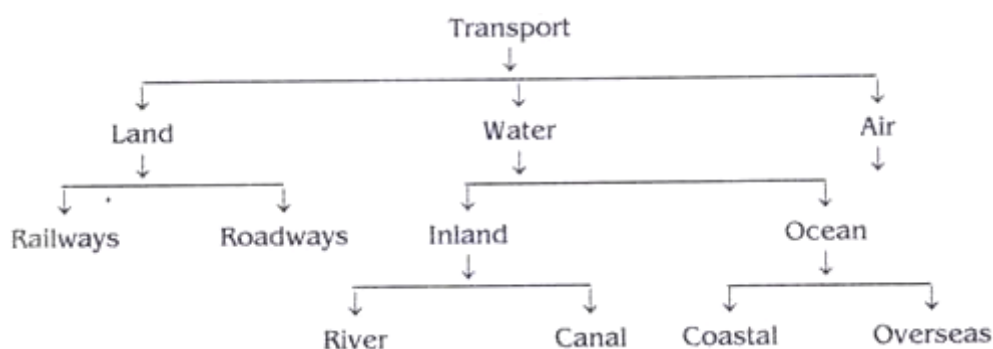 Transport
Land Water Air
Railways Roadways Inland Ocean
River Canal Coastal Overseas